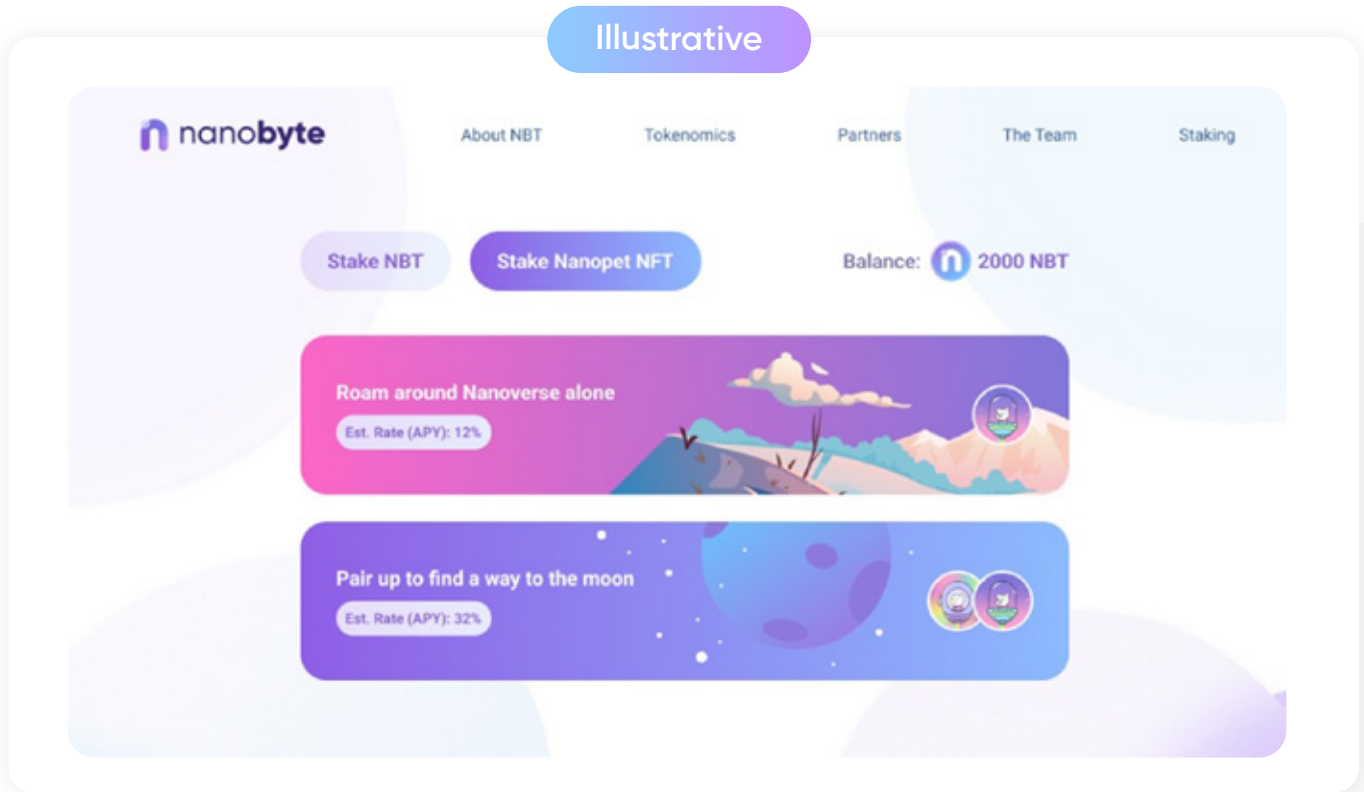 Illustrative
nanobyte
About NBT
Tokenomics
Partners
The Team
Staking
Stake NBT
Stake Nanopet NFT
Balance:
2000 NBT
Roam around Nanoverse alone
Est. Rate (APY): 12%
Pair up to find a way to the moon
Est. Rate (APY): 32%